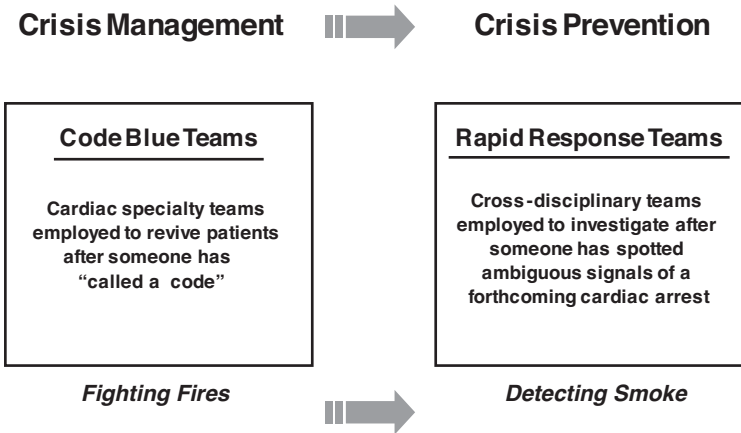 Crisis Management
Crisis Prevention
Code Blue Teams
Cardiac specialty teams
employed to revive patients
after someone has
“called a code”
Rapid Response Teams
Cross-disciplinary teams
employed to investigate after
someone has spotted
ambiguous signals of a
forthcoming cardiac arrest
Fighting Fires
Detecting Smoke